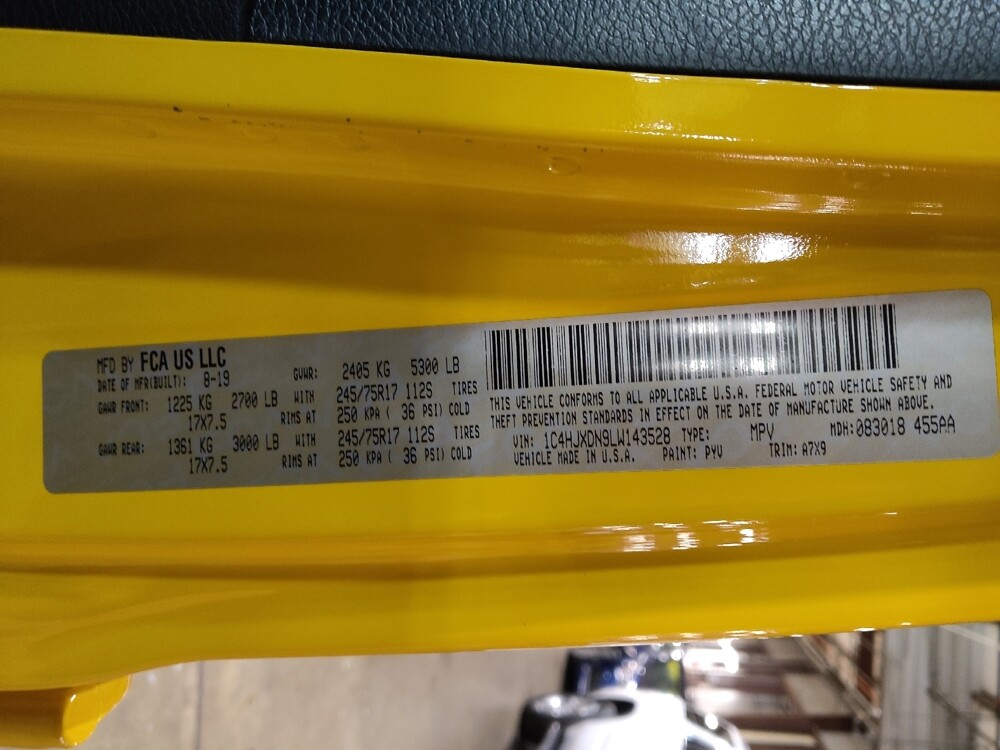 MFD BY FCA US LLC
DATE OF MFR(BUILT): 8-19
GVWR: 2405 KG 5300 LB
GAWR FRONT: 1225 KG 2700 LB WITH 245/75R17 112S TIRES
17X7.5 RIMS AT 250 KPA ( 36 PSI) COLD
GAWR REAR: 1361 KG 3000 LB WITH 245/75R17 112S TIRES
17X7.5 RIMS AT 250 KPA ( 36 PSI) COLD
THIS VEHICLE CONFORMS TO ALL APPLICABLE U.S.A. FEDERAL MOTOR VEHICLE SAFETY AND
THEFT PREVENTION STANDARDS IN EFFECT ON THE DATE OF MANUFACTURE SHOWN ABOVE.
VIN: 1C4HJXDN9LW143528 TYPE: MPV MDH:083018 455AA
VEHICLE MADE IN U.S.A. PAINT: PYV TRIM: A7X9